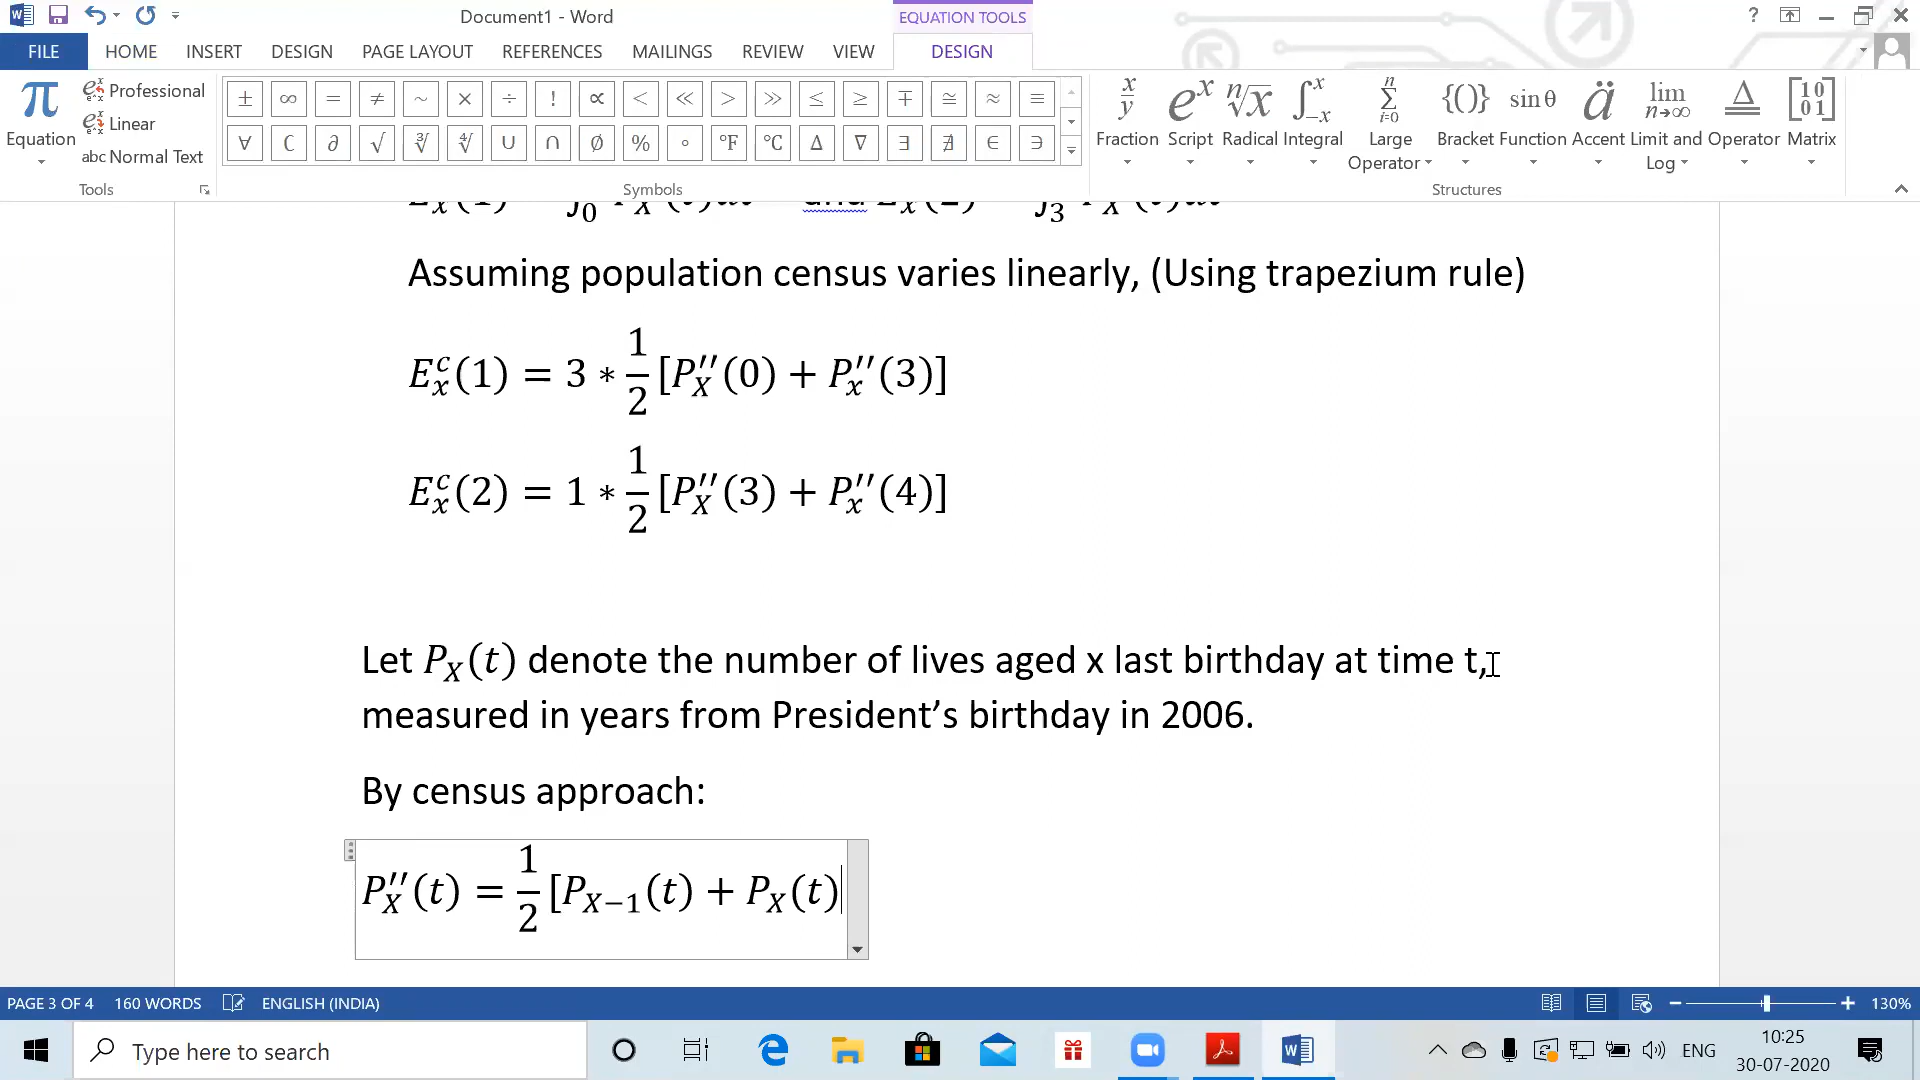 Document1 - Word
EQUATION TOOLS
?
FILE HOME INSERT DESIGN PAGE LAYOUT REFERENCES MAILINGS REVIEW VIEW DESIGN
π Equation
Professional
Linear
abc Normal Text
Tools
± ∞ = ≠ ~ × ÷ ! ∝ < ≪ > ≫ ≤ ≥ ∓ ≅ ≈ ≡
∀ ∁ ∂ √ ∛ ∜ ∪ ∩ ∅ % ° °F °C ∆ ∇ ∃ ∄ ∈ ∋
Symbols
Fraction Script Radical Integral Large Operator Bracket Function Accent Limit and Log Operator Matrix
Structures
Assuming population census varies linearly, (Using trapezium rule)
E_x^c(1) = 3 * 1/2 [P_X''(0) + P_x''(3)]
E_x^c(2) = 1 * 1/2 [P_X''(3) + P_x''(4)]
Let P_X(t) denote the number of lives aged x last birthday at time t,
measured in years from President’s birthday in 2006.
By census approach:
P_X''(t) = 1/2 [P_{X−1}(t) + P_X(t)
PAGE 3 OF 4 160 WORDS ENGLISH (INDIA) 130%
Type here to search
ENG
10:25
30-07-2020